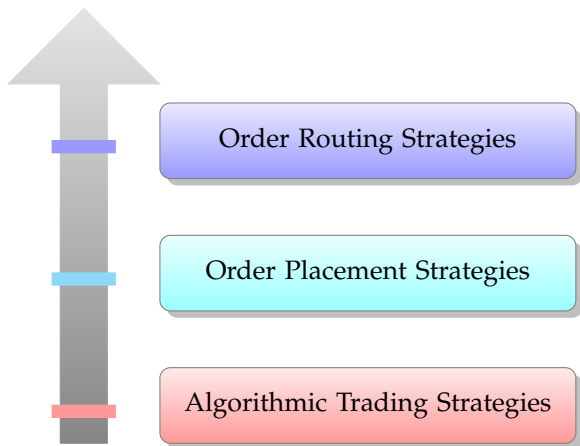 Order Routing Strategies
Order Placement Strategies
Algorithmic Trading Strategies